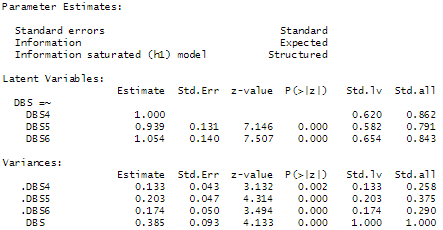 Parameter Estimates:
Standard errors Standard
Information Expected
Information saturated (h1) model Structured
Latent Variables:
Estimate Std.Err z-value P(>|z|) Std.lv Std.all
DBS =~
DBS4 1.000 0.620 0.862
DBS5 0.939 0.131 7.146 0.000 0.582 0.791
DBS6 1.054 0.140 7.507 0.000 0.654 0.843
Variances:
Estimate Std.Err z-value P(>|z|) Std.lv Std.all
.DBS4 0.133 0.043 3.132 0.002 0.133 0.258
.DBS5 0.203 0.047 4.314 0.000 0.203 0.375
.DBS6 0.174 0.050 3.494 0.000 0.174 0.290
DBS 0.385 0.093 4.133 0.000 1.000 1.000